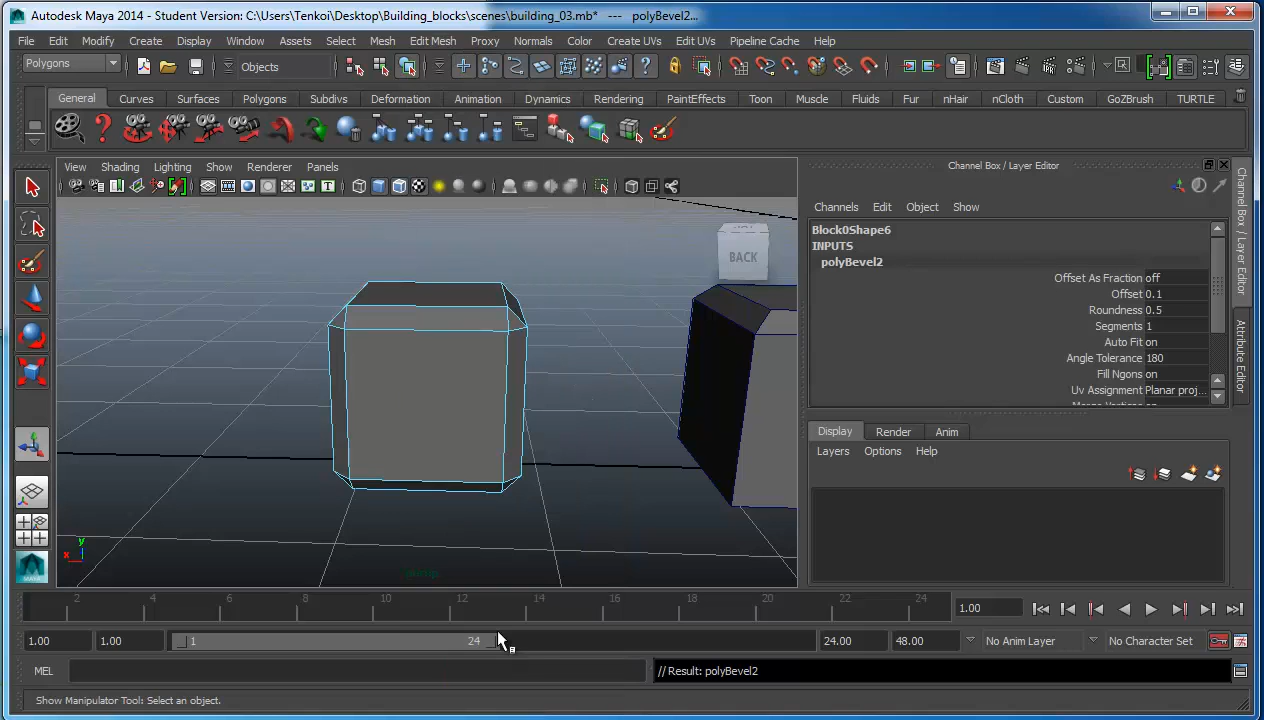 Autodesk Maya 2014 - Student Version: C:\Users\Tenkoi\Desktop\Building_blocks\scenes\building_03.mb* --- polyBevel2...
File Edit Modify Create Display Window Assets Select Mesh Edit Mesh Proxy Normals Color Create UVs Edit UVs Pipeline Cache Help
Polygons Objects
General Curves Surfaces Polygons Subdivs Deformation Animation Dynamics Rendering PaintEffects Toon Muscle Fluids Fur nHair nCloth Custom GoZBrush TURTLE
View Shading Lighting Show Renderer Panels
Channel Box / Layer Editor
Channels Edit Object Show
Block0Shape6
INPUTS
polyBevel2
Offset As Fraction off
Offset 0.1
Roundness 0.5
Segments 1
Auto Fit on
Angle Tolerance 180
Fill Ngons on
Uv Assignment Planar proj...
Channel Box / Layer Editor
Attribute Editor
BACK
Display Render Anim
Layers Options Help
y
x
persp
2 4 6 8 10 12 14 16 18 20 22 24
1.00
1.00 1.00 1 24 24.00 48.00 No Anim Layer No Character Set
MEL // Result: polyBevel2
Show Manipulator Tool: Select an object.